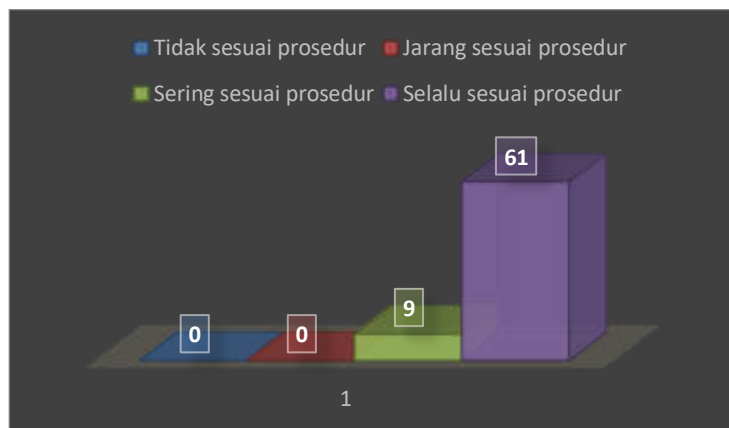 Tidak sesuai prosedur Jarang sesuai prosedur
Sering sesuai prosedur Selalu sesuai prosedur
61
9
0 0
1